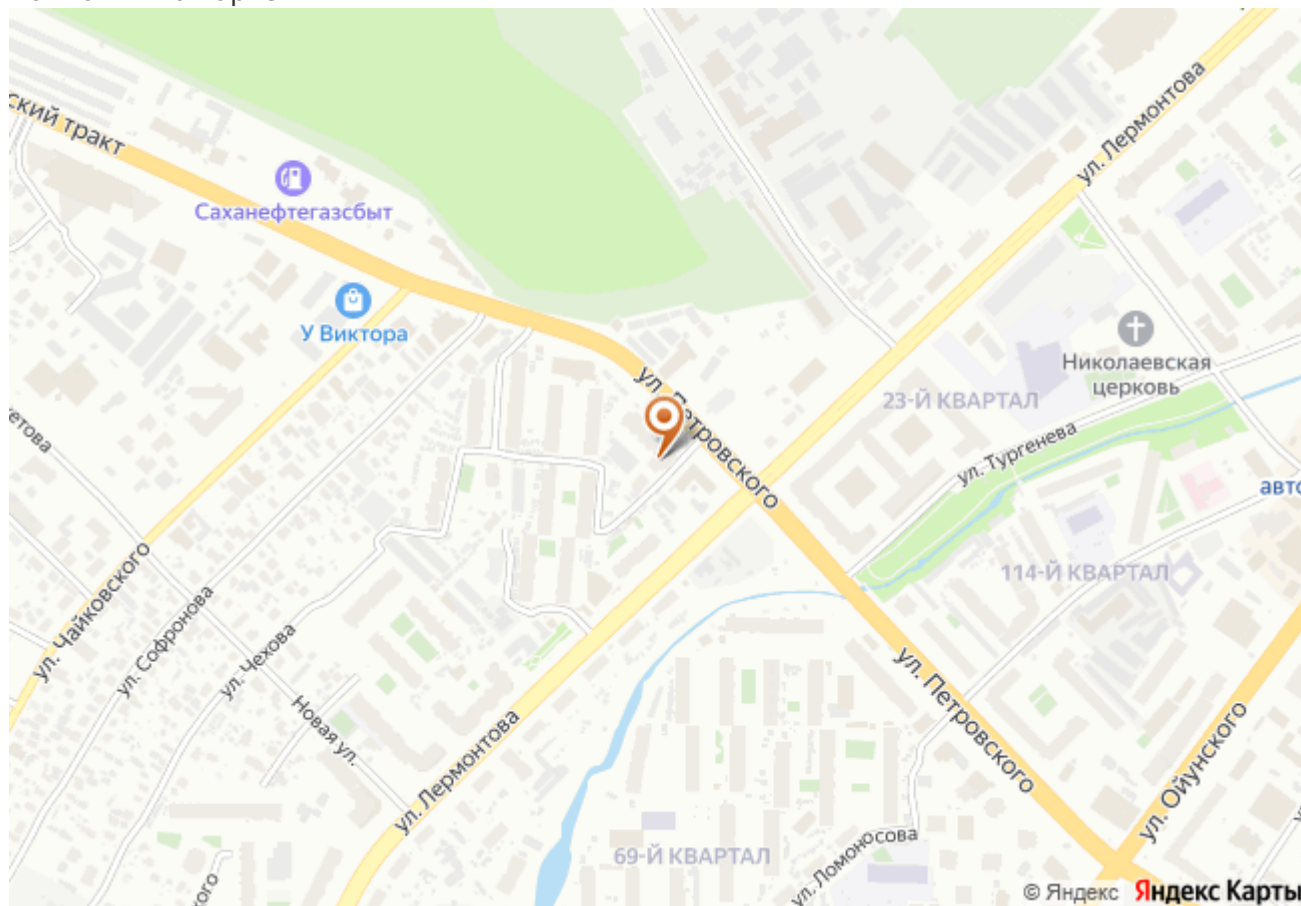 ский тракт
ул. Лермонтова
Саханефтегазсбыт
У Виктора
Николаевская
церковь
ул. Петровского
23-Й КВАРТАЛ
ул. Тургенева
етова
авто
114-Й КВАРТАЛ
ул. Чайковского
ул. Софронова
ул. Чехова
Новая ул.
ул. Петровского
ул. Лермонтова
ул. Ойунского
69-Й КВАРТАЛ
ул. Ломоносова
ого
© Яндекс Яндекс Карты